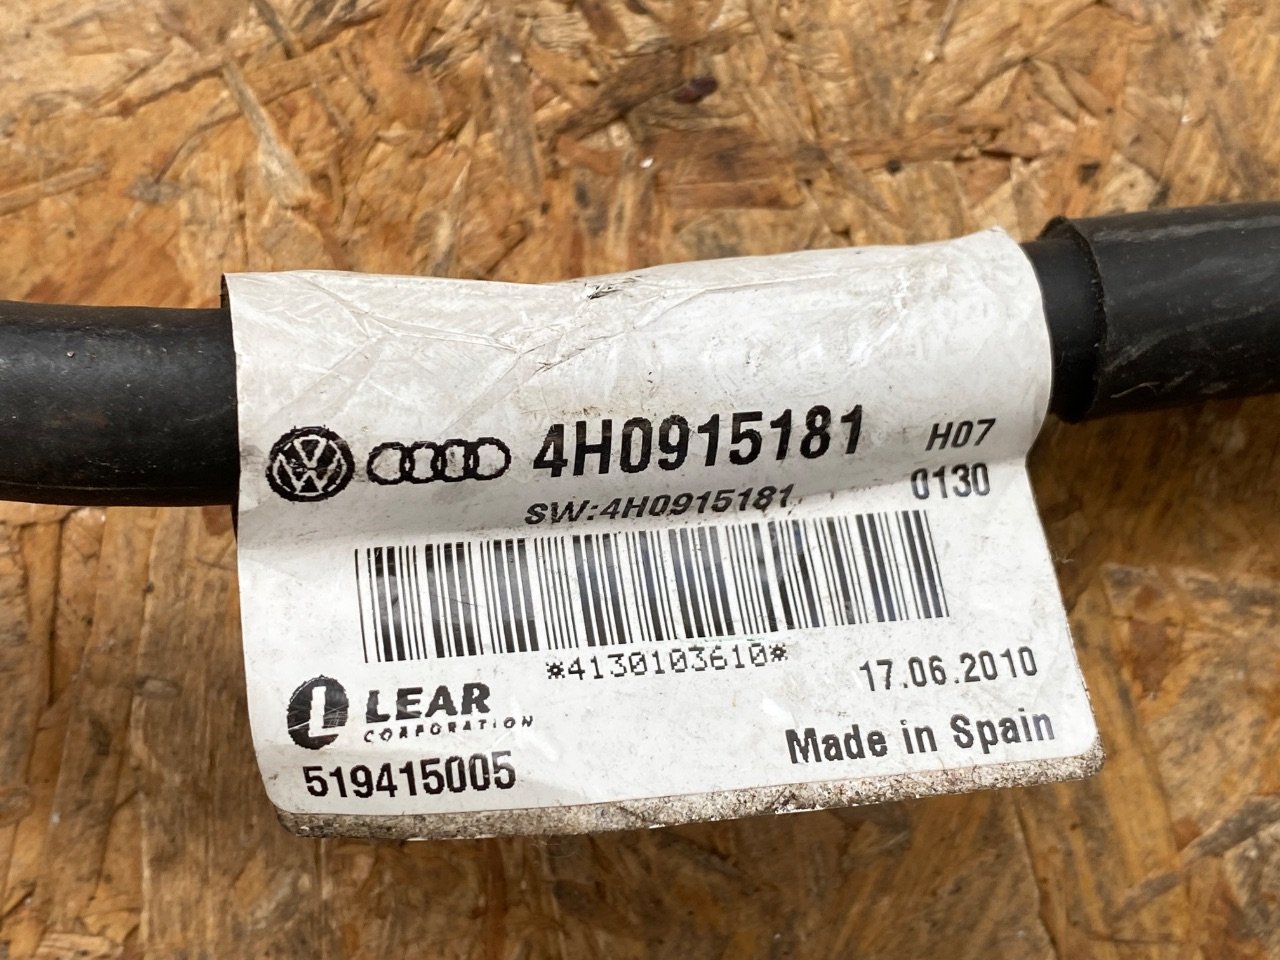 4H0915181 H07
SW:4H0915181 0130
*4130103610*
17.06.2010
LEAR
CORPORATION
Made in Spain
519415005